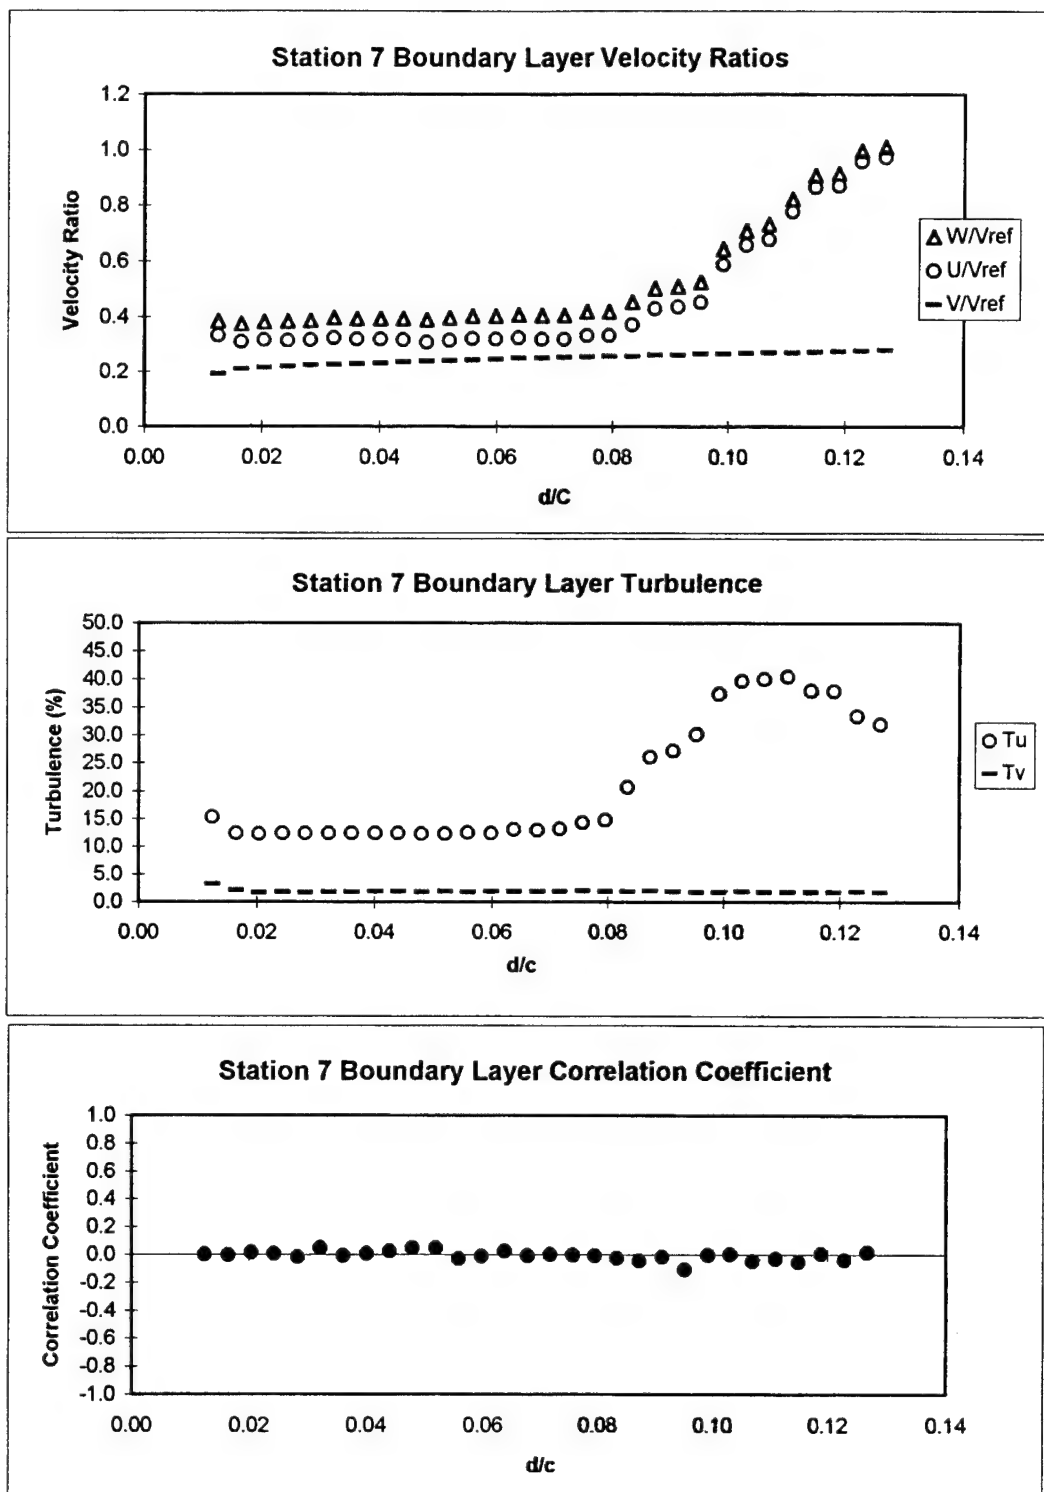 Station 7 Boundary Layer Velocity Ratios
1.2
1.0
0.8
0.6
0.4
0.2
0.0
Velocity Ratio
0.00 0.02 0.04 0.06 0.08 0.10 0.12 0.14
d/C
W/Vref
U/Vref
V/Vref
Station 7 Boundary Layer Turbulence
50.0
45.0
40.0
35.0
30.0
25.0
20.0
15.0
10.0
5.0
0.0
Turbulence (%)
0.00 0.02 0.04 0.06 0.08 0.10 0.12 0.14
d/c
Tu
Tv
Station 7 Boundary Layer Correlation Coefficient
1.0
0.8
0.6
0.4
0.2
0.0
-0.2
-0.4
-0.6
-0.8
-1.0
Correlation Coefficient
0.00 0.02 0.04 0.06 0.08 0.10 0.12 0.14
d/c